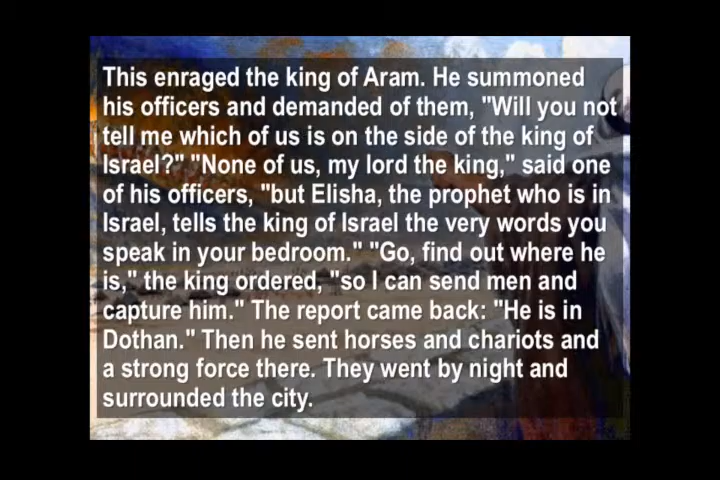 This enraged the king of Aram. He summoned
his officers and demanded of them, "Will you not
tell me which of us is on the side of the king of
Israel?" "None of us, my lord the king," said one
of his officers, "but Elisha, the prophet who is in
Israel, tells the king of Israel the very words you
speak in your bedroom." "Go, find out where he
is," the king ordered, "so I can send men and
capture him." The report came back: "He is in
Dothan." Then he sent horses and chariots and
a strong force there. They went by night and
surrounded the city.